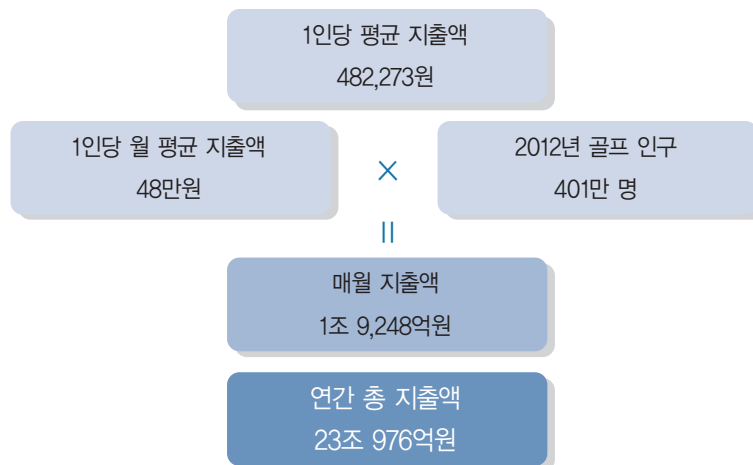 1인당 평균 지출액
482,273원
1인당 월 평균 지출액
48만원
×
2012년 골프 인구
401만 명
=
매월 지출액
1조 9,248억원
연간 총 지출액
23조 976억원